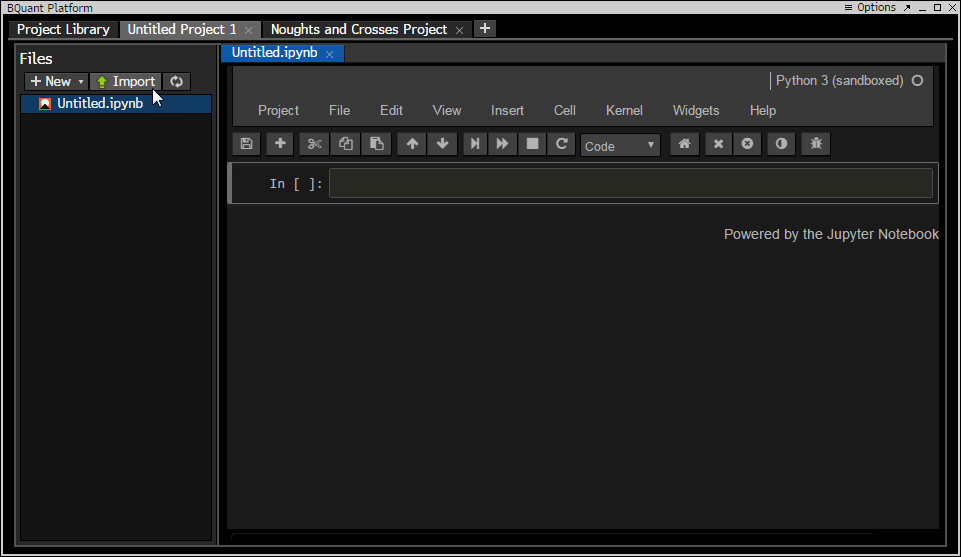 BQuant Platform
Options
Project Library
Untitled Project 1
Noughts and Crosses Project
Files
New
Import
Untitled.ipynb
Untitled.ipynb
Python 3 (sandboxed)
Project File Edit View Insert Cell Kernel Widgets Help
Code
In [ ]:
Powered by the Jupyter Notebook